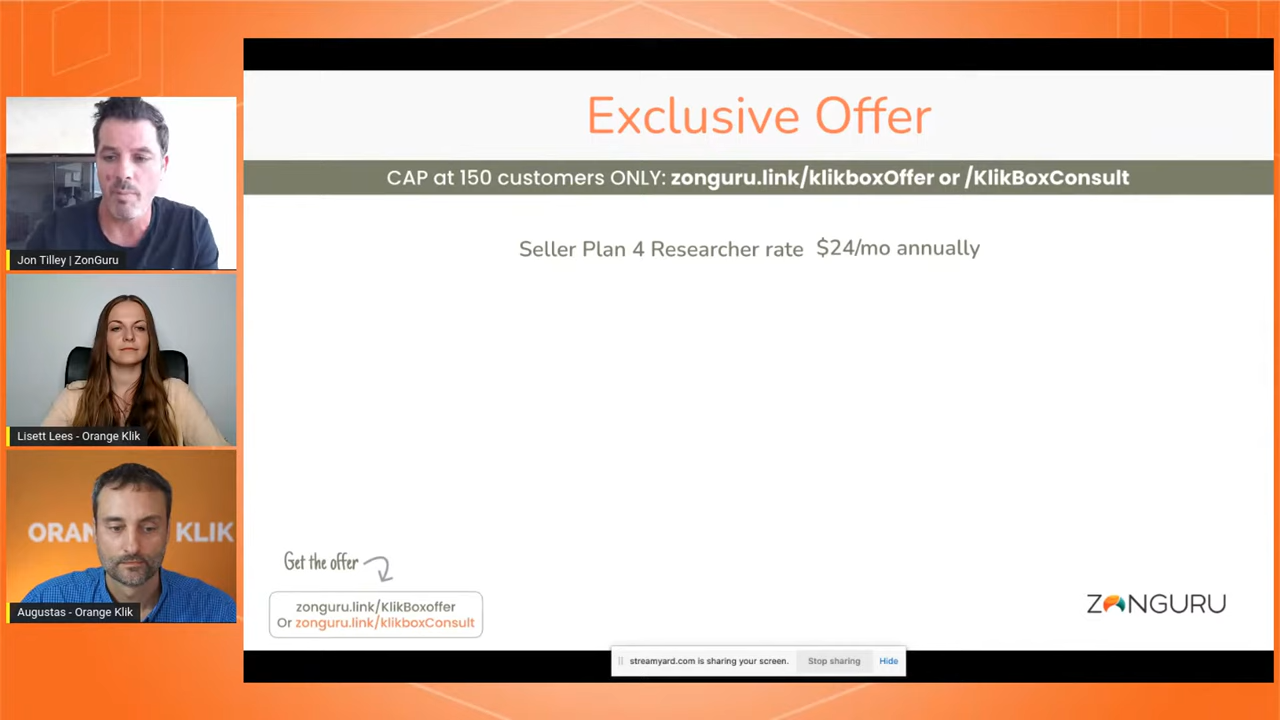 Exclusive Offer
CAP at 150 customers ONLY: zonguru.link/klikboxOffer or /KlikBoxConsult
Seller Plan 4 Researcher rate $24/mo annually
Jon Tilley | ZonGuru
Lisett Lees - Orange Klik
ORAN KLIK
Augustas - Orange Klik
Get the offer
zonguru.link/KlikBoxoffer
Or zonguru.link/klikboxConsult
ZONGURU
streamyard.com is sharing your screen. Stop sharing Hide